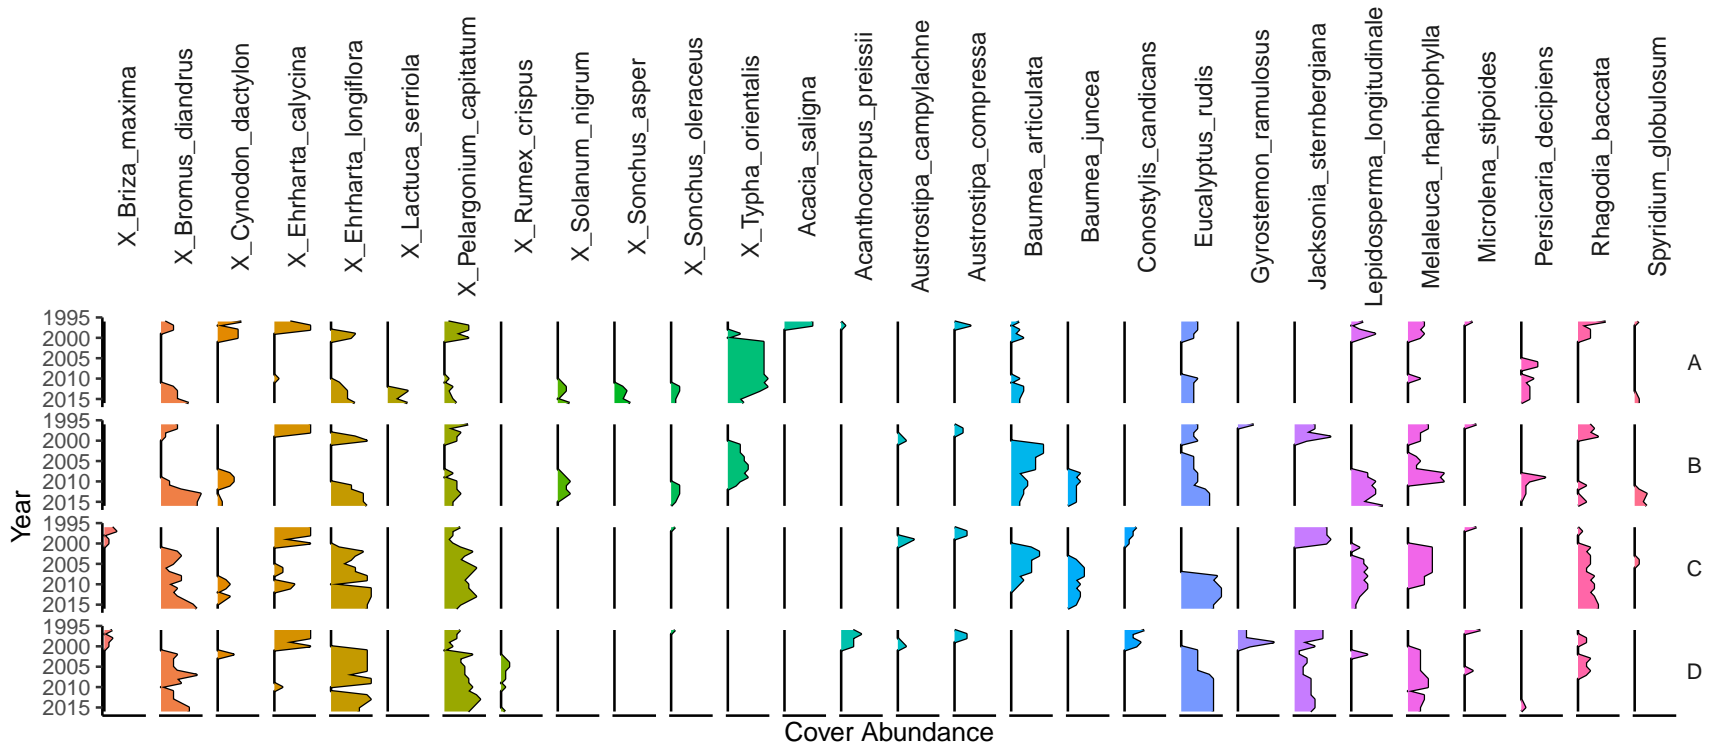 X_Briza_maxima
X_Bromus_diandrus
X_Cynodon_dactylon
X_Ehrharta_calycina
X_Ehrharta_longiflora
X_Lactuca_serriola
X_Pelargonium_capitatum
X_Rumex_crispus
X_Solanum_nigrum
X_Sonchus_asper
X_Sonchus_oleraceus
X_Typha_orientalis
Acacia_saligna
Acanthocarpus_preissii
Austrostipa_campylachne
Austrostipa_compressa
Baumea_articulata
Baumea_juncea
Conostylis_candicans
Eucalyptus_rudis
Gyrostemon_ramulosus
Jacksonia_sternbergiana
Lepidosperma_longitudinale
Melaleuca_rhaphiophylla
Microlena_stipoides
Persicaria_decipiens
Rhagodia_baccata
Spyridium_globulosum
Year
1995
2000
2005
2010
2015
A
1995
2000
2005
2010
2015
B
1995
2000
2005
2010
2015
C
1995
2000
2005
2010
2015
D
Cover Abundance